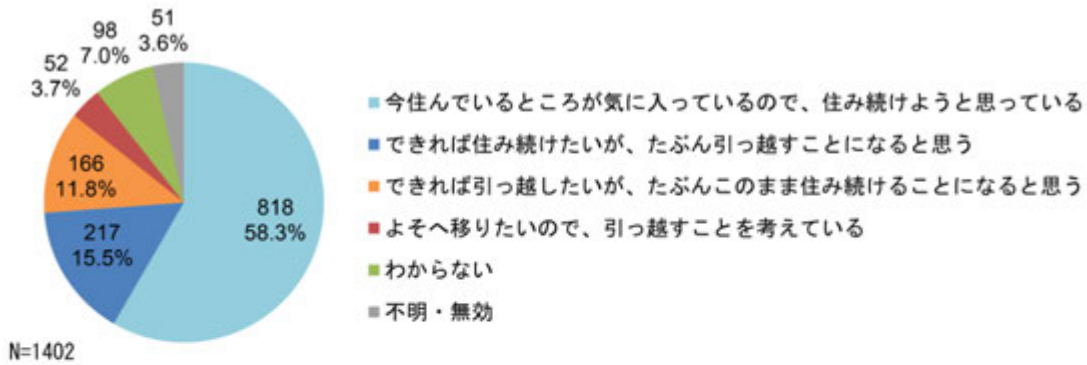 51
3.6%
98
7.0%
52
3.7%
166
11.8%
217
15.5%
818
58.3%
今住んでいるところが気に入っているので、住み続けようと思っている
できれば住み続けたいが、たぶん引っ越すことになると思う
できれば引っ越したいが、たぶんこのまま住み続けることになると思う
よそへ移りたいので、引っ越すことを考えている
わからない
不明・無効
N=1402